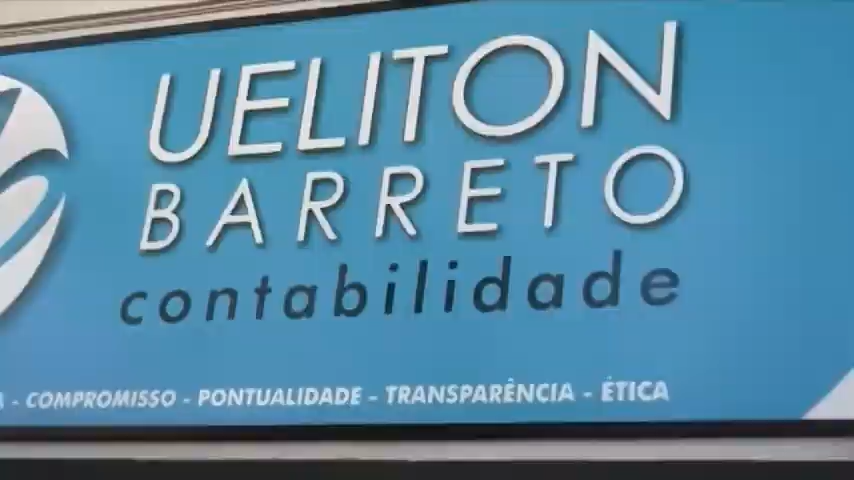 UELITON
BARRETO
contabilidade
- COMPROMISSO - PONTUALIDADE - TRANSPARÊNCIA - ÉTICA